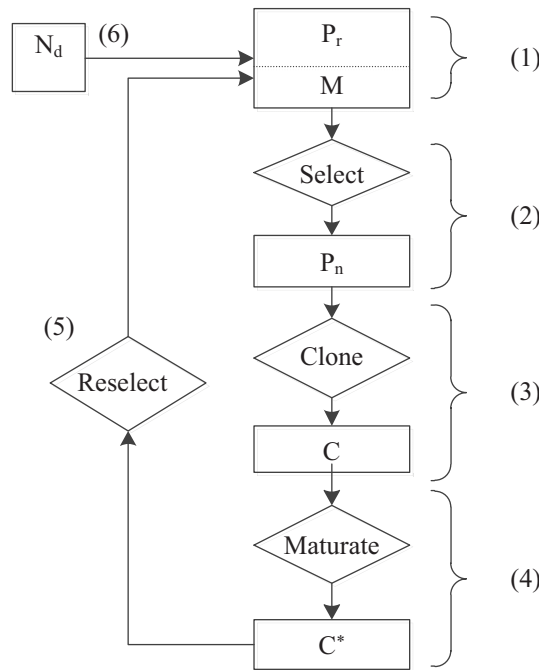 N_d
(6)
P_r
(1)
M
Select
(2)
P_n
(5)
Clone
Reselect
(3)
C
Maturate
(4)
C*